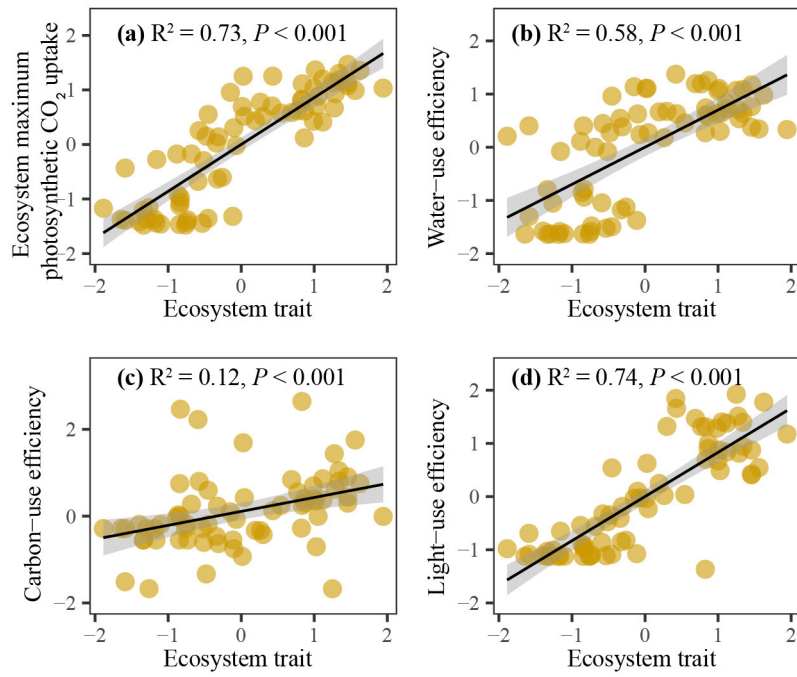 (a) R² = 0.73, P < 0.001
Ecosystem maximum
photosynthetic CO₂ uptake
2
1
0
−1
−2
−2 −1 0 1 2
Ecosystem trait
(b) R² = 0.58, P < 0.001
Water−use efficiency
2
1
0
−1
−2
−2 −1 0 1 2
Ecosystem trait
(c) R² = 0.12, P < 0.001
Carbon−use efficiency
2
0
−2
−2 −1 0 1 2
Ecosystem trait
(d) R² = 0.74, P < 0.001
Light−use efficiency
2
1
0
−1
−2
−2 −1 0 1 2
Ecosystem trait